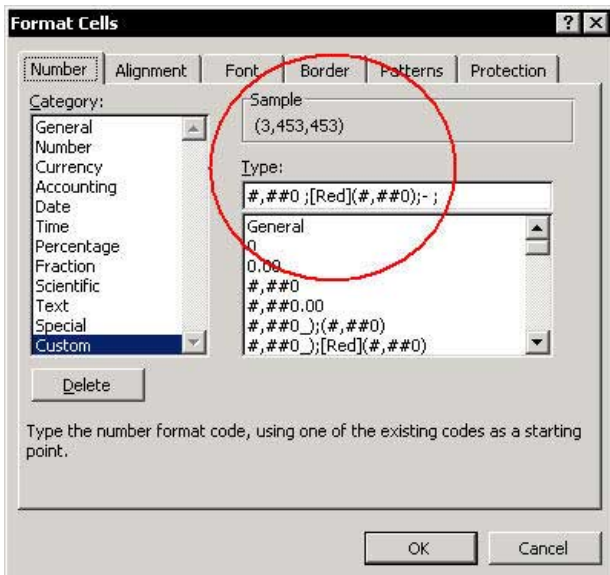 Format Cells
Number Alignment Font Border Patterns Protection
Category:
General
Number
Currency
Accounting
Date
Time
Percentage
Fraction
Scientific
Text
Special
Custom
Sample
(3,453,453)
Type:
#,##0 ;[Red](#,##0);- ;
General
0
0.00
#,##0
#,##0.00
#,##0_);(#,##0)
#,##0_);[Red](#,##0)
Delete
Type the number format code, using one of the existing codes as a starting
point.
OK Cancel